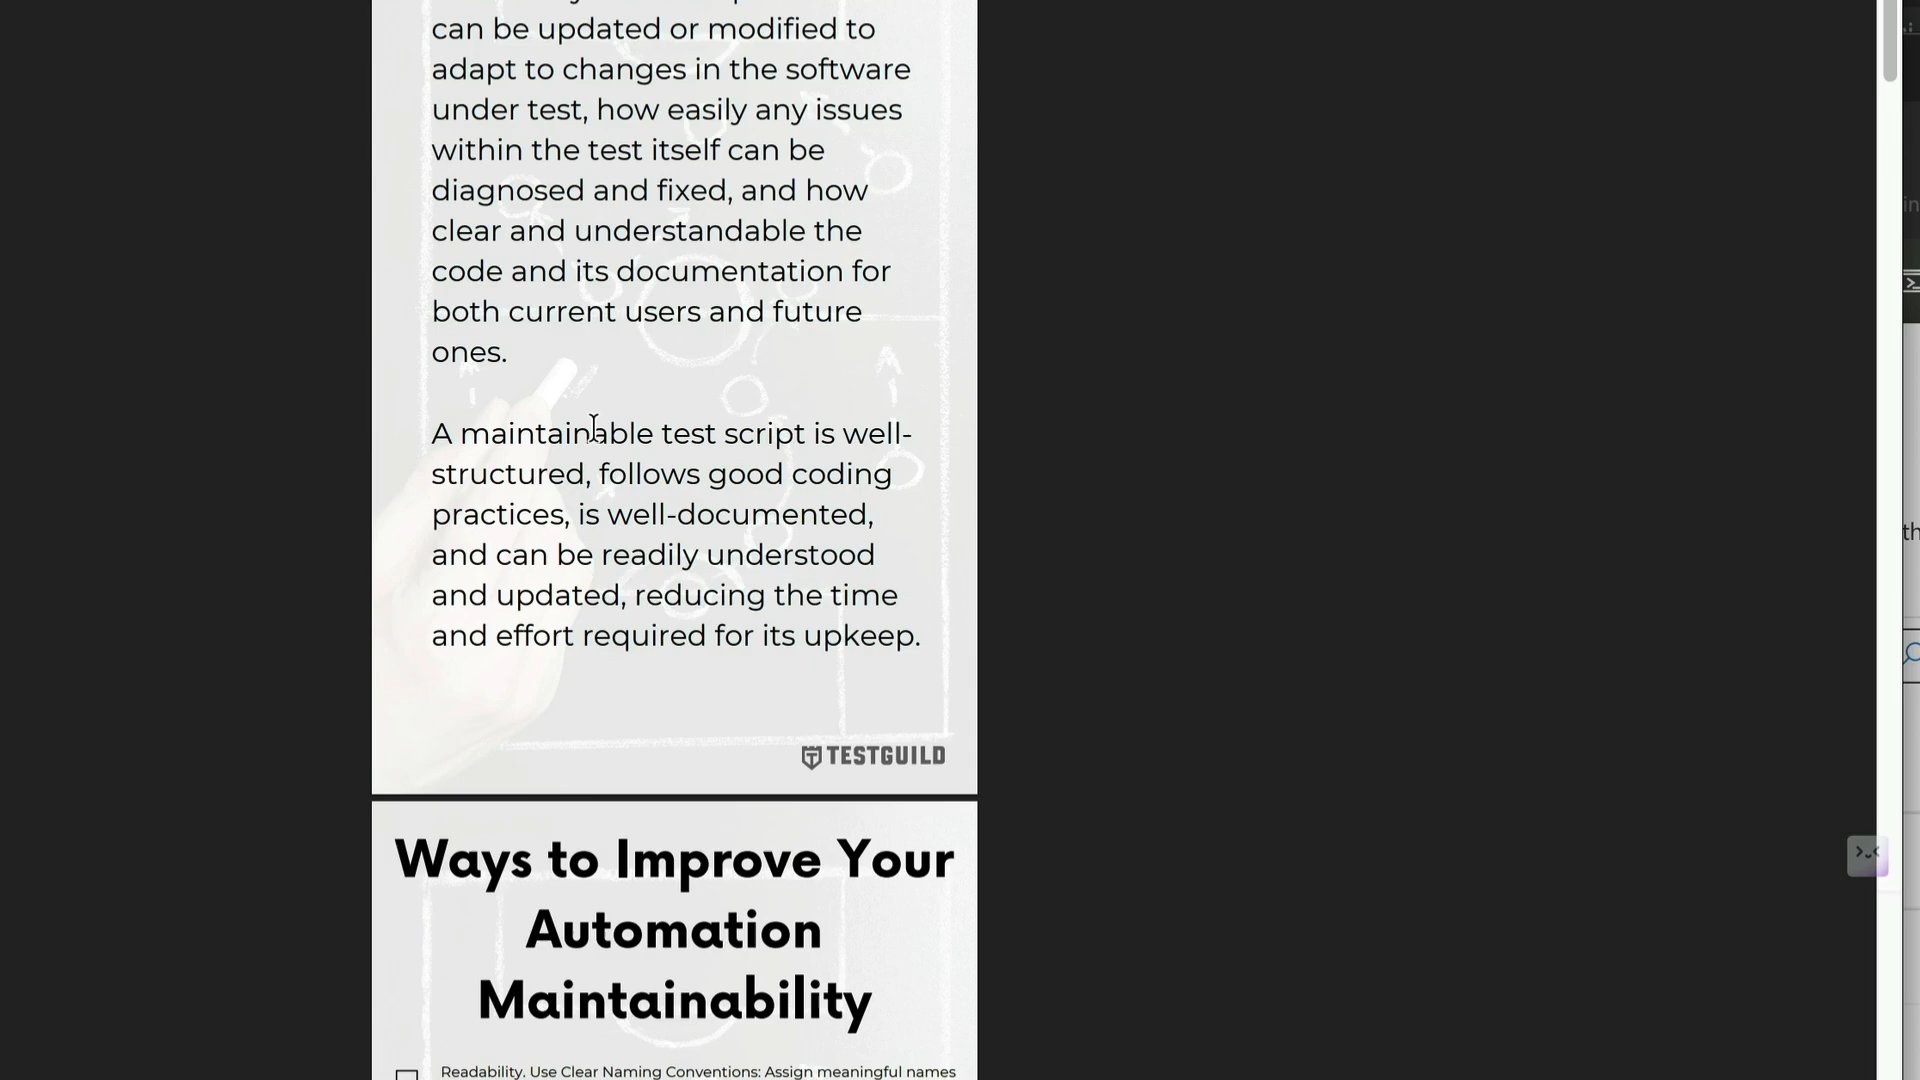 can be updated or modified to
adapt to changes in the software
under test, how easily any issues
within the test itself can be
diagnosed and fixed, and how
clear and understandable the
code and its documentation for
both current users and future
ones.
A maintainable test script is well-
structured, follows good coding
practices, is well-documented,
and can be readily understood
and updated, reducing the time
and effort required for its upkeep.
TESTGUILD
Ways to Improve Your
Automation
Maintainability
Readability. Use Clear Naming Conventions: Assign meaningful names